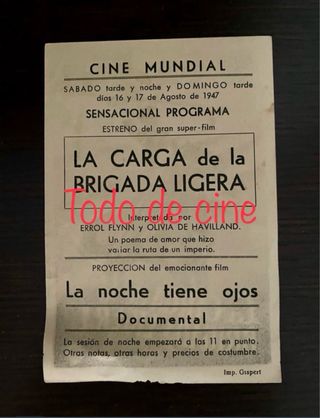 CINE MUNDIAL
SABADO tarde y noche y DOMINGO tarde
días 16 y 17 de Agosto de 1947
SENSACIONAL PROGRAMA
ESTRENO del gran super-film
LA CARGA de la
BRIGADA LIGERA
Todo de cine
Interpretada por
ERROL FLYNN y OLIVIA DE HAVILLAND.
Un poema de amor que hizo
variar la ruta de un imperio.
PROYECCION del emocionante film
La noche tiene ojos
Documental
La sesión de noche empezará a las 11 en punto.
Otras notas, otras horas y precios de costumbre.
Imp. Gispert